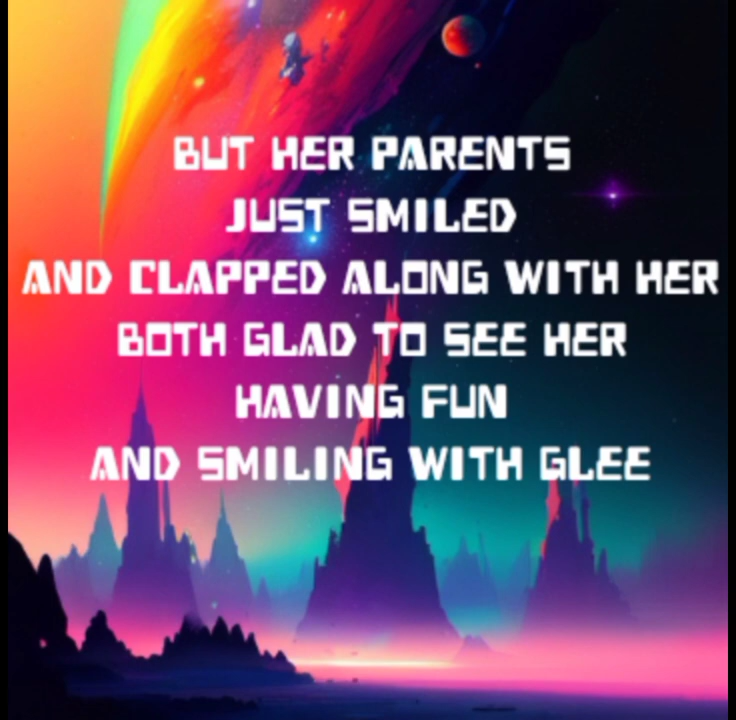 BUT HER PARENTS
JUST SMILED
AND CLAPPED ALONG WITH HER
BOTH GLAD TO SEE HER
HAVING FUN
AND SMILING WITH GLEE